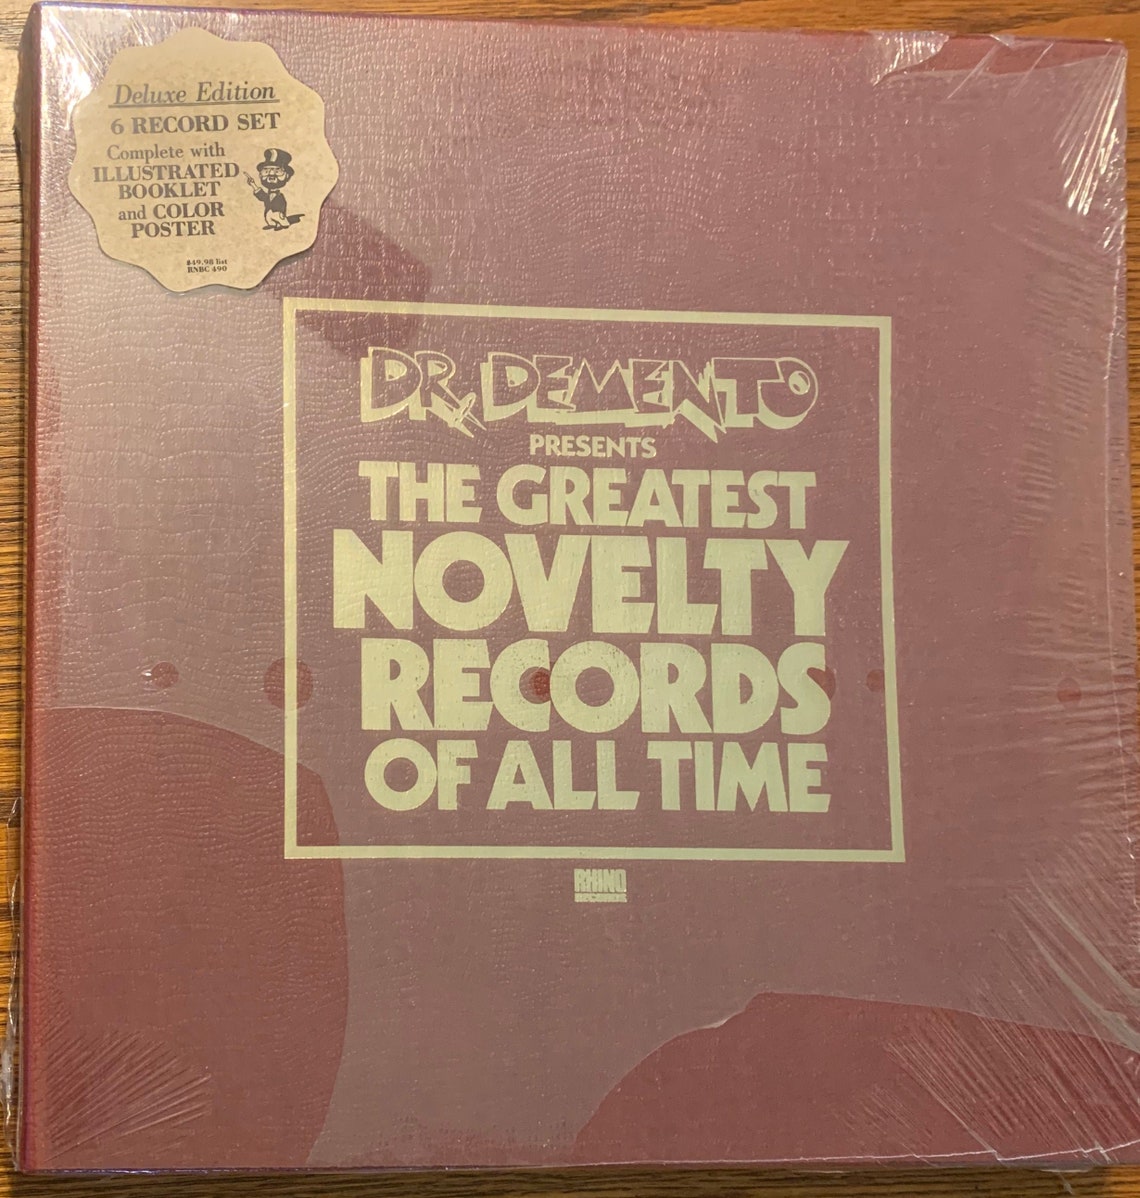 Deluxe Edition
6 RECORD SET
Complete with
ILLUSTRATED
BOOKLET
and COLOR
POSTER
$49.98 list
RNBC 490
DR. DEMENTO
PRESENTS
THE GREATEST
NOVELTY
RECORDS
OF ALL TIME
RHINO
RECORDS